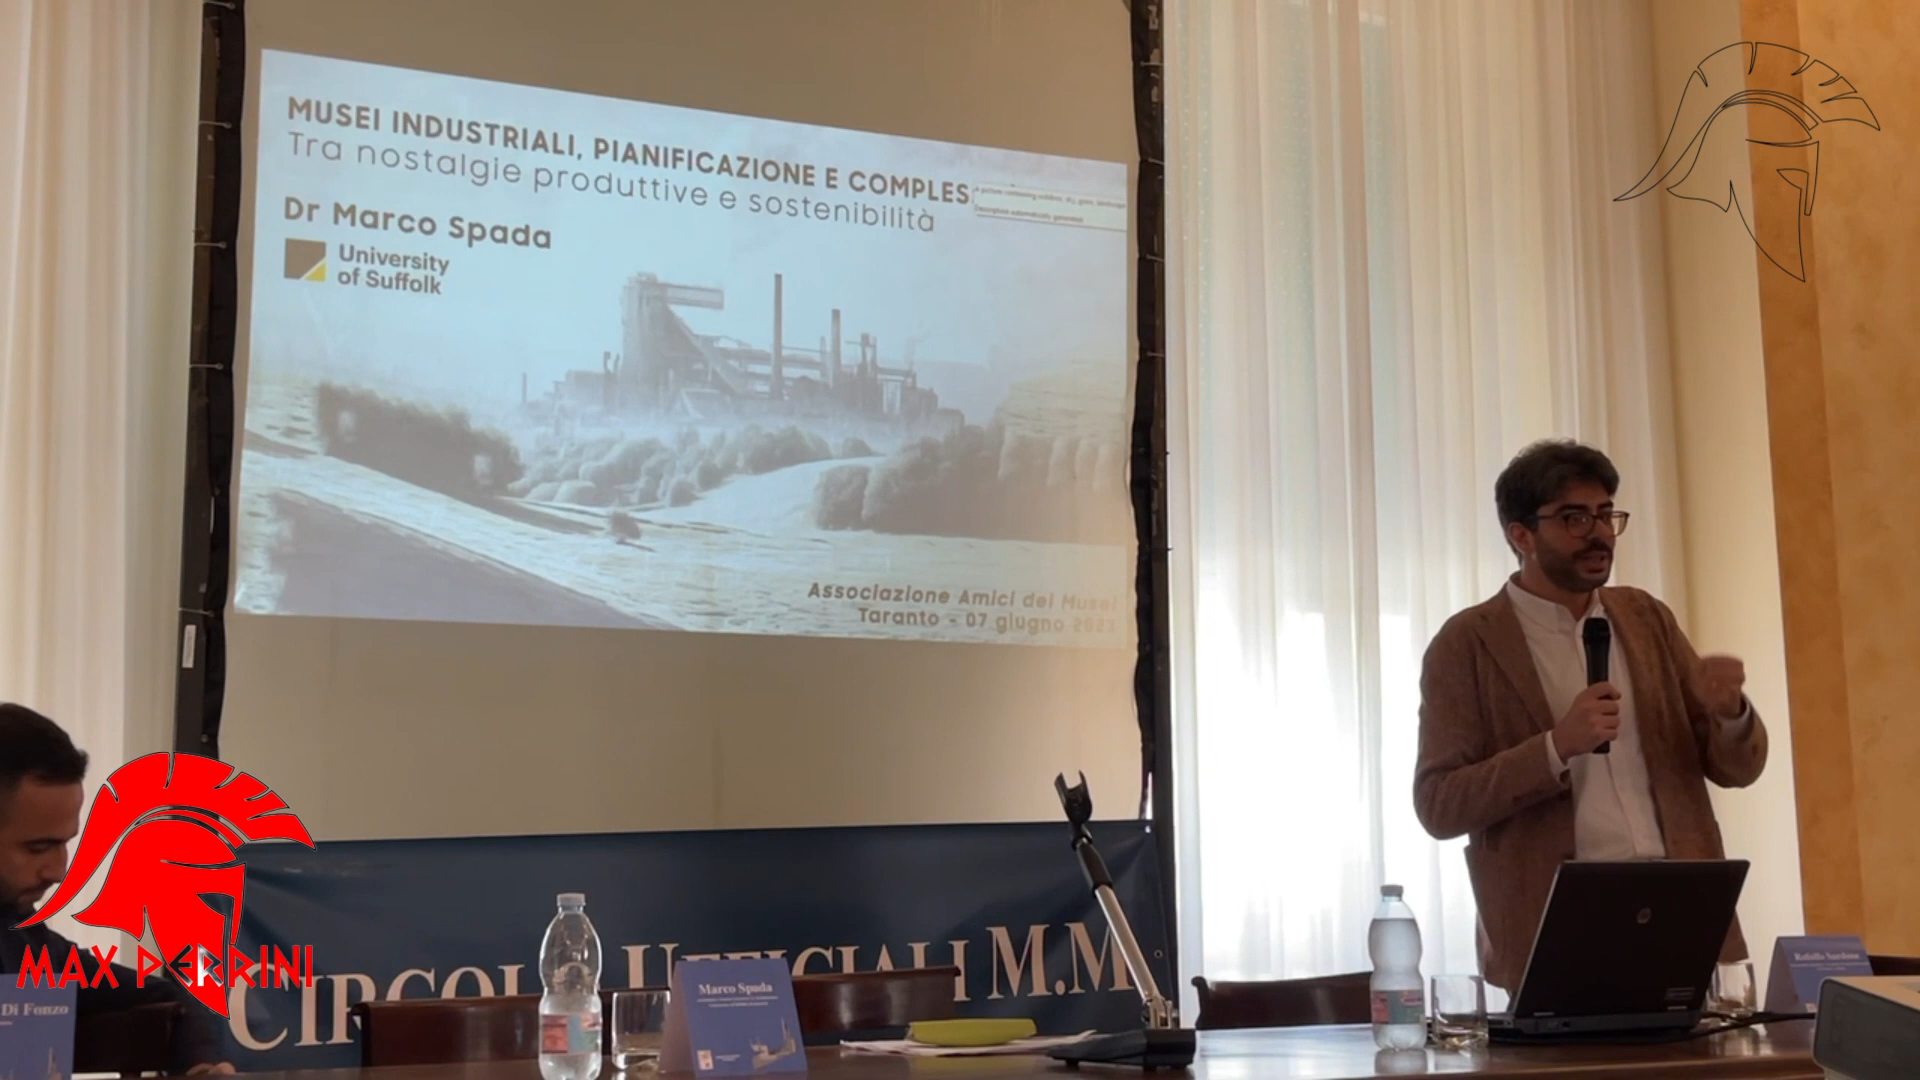 MUSEI INDUSTRIALI, PIANIFICAZIONE E COMPLES
Tra nostalgie produttive e sostenibilità
Dr Marco Spada
University
of Suffolk
Associazione Amici dei Musei
Taranto - 07 giugno 2023
MAX PERRINI
CIRCOLO UFFICIALI M.M
Di Fonzo
Marco Spada